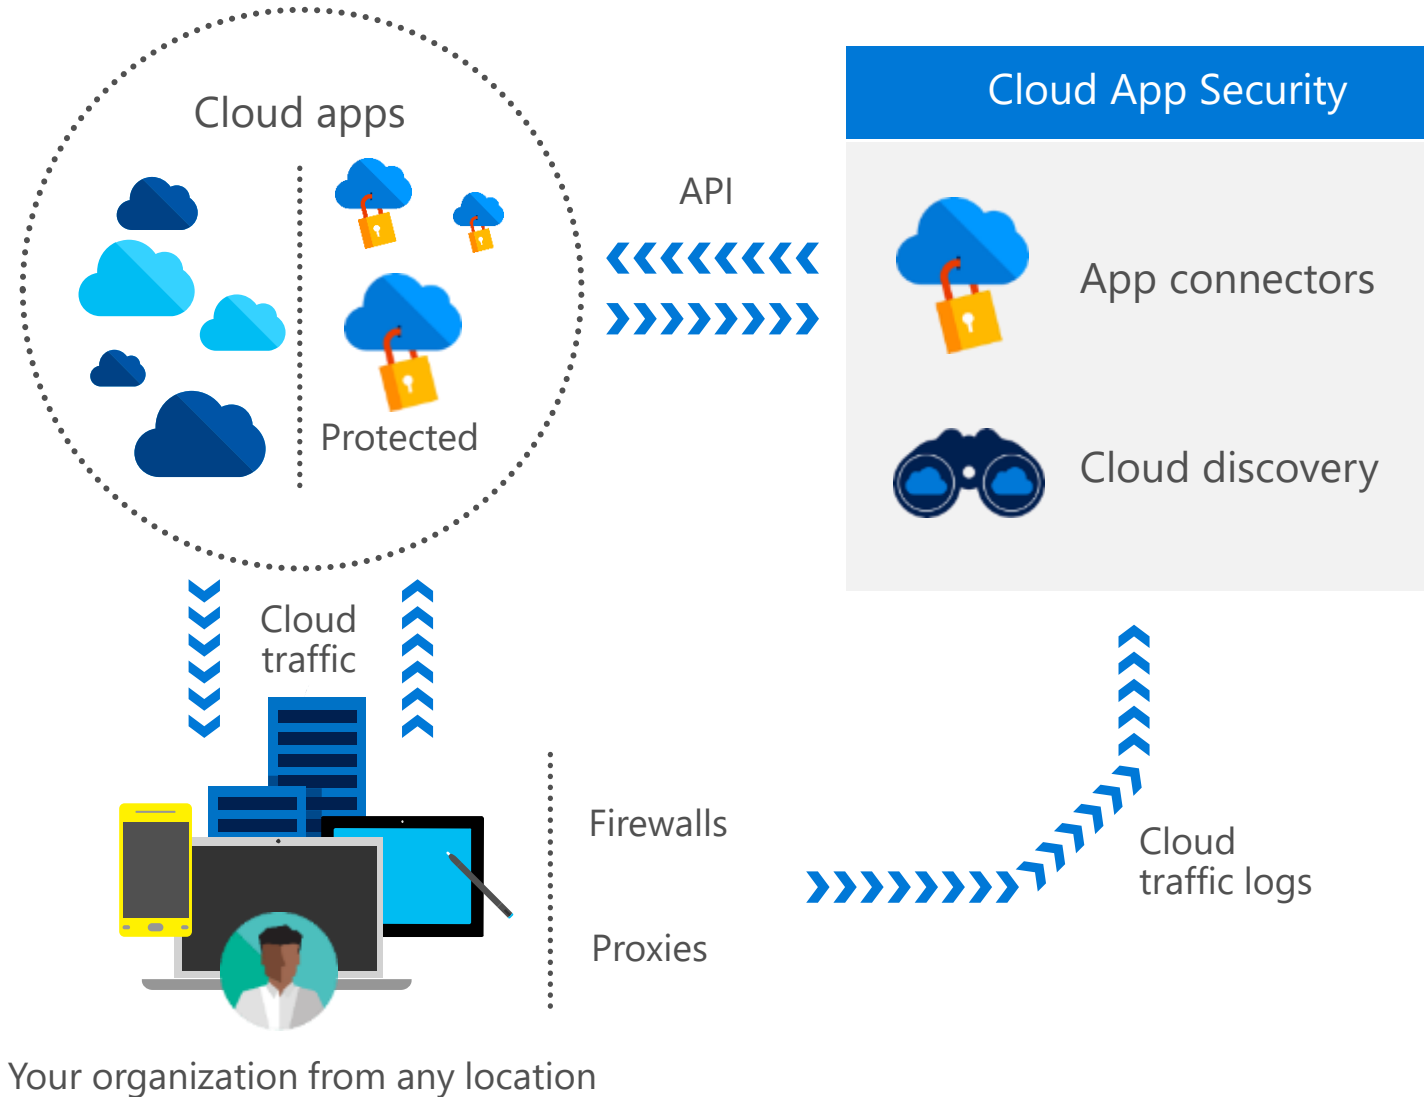 Cloud apps
Protected
API
Cloud App Security
App connectors
Cloud discovery
Cloud
traffic
Firewalls
Proxies
Cloud
traffic logs
Your organization from any location